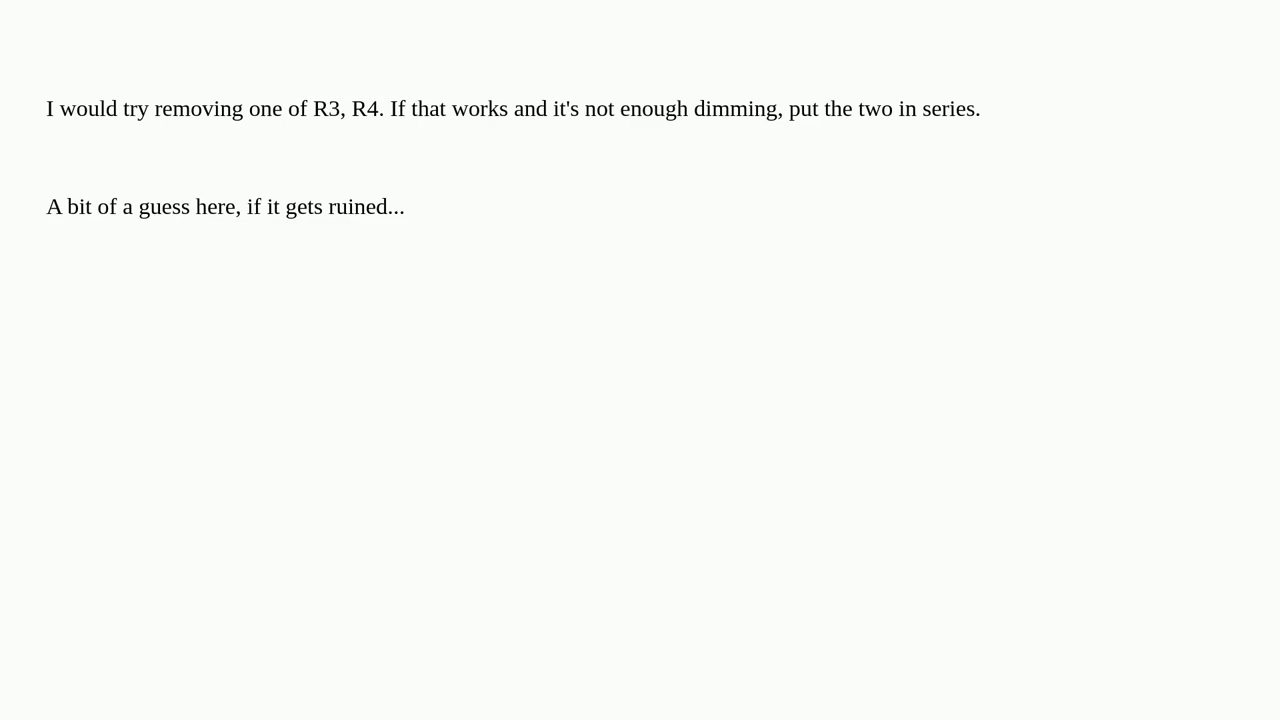 I would try removing one of R3, R4. If that works and it's not enough dimming, put the two in series.
A bit of a guess here, if it gets ruined...